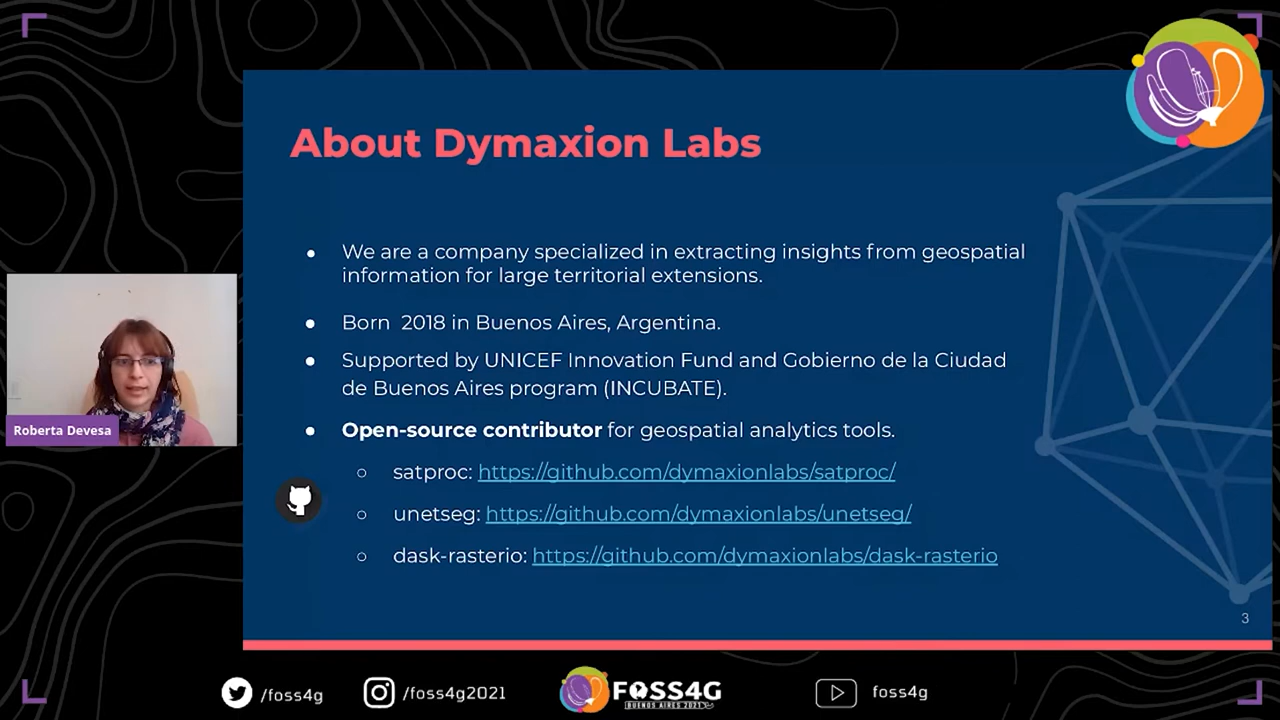 About Dymaxion Labs
● We are a company specialized in extracting insights from geospatial
information for large territorial extensions.
● Born 2018 in Buenos Aires, Argentina.
● Supported by UNICEF Innovation Fund and Gobierno de la Ciudad
de Buenos Aires program (INCUBATE).
● Open-source contributor for geospatial analytics tools.
○ satproc: https://github.com/dymaxionlabs/satproc/
○ unetseg: https://github.com/dymaxionlabs/unetseg/
○ dask-rasterio: https://github.com/dymaxionlabs/dask-rasterio
3
Roberta Devesa
/foss4g
/foss4g2021
FOSS4G
BUENOS AIRES 2021
foss4g